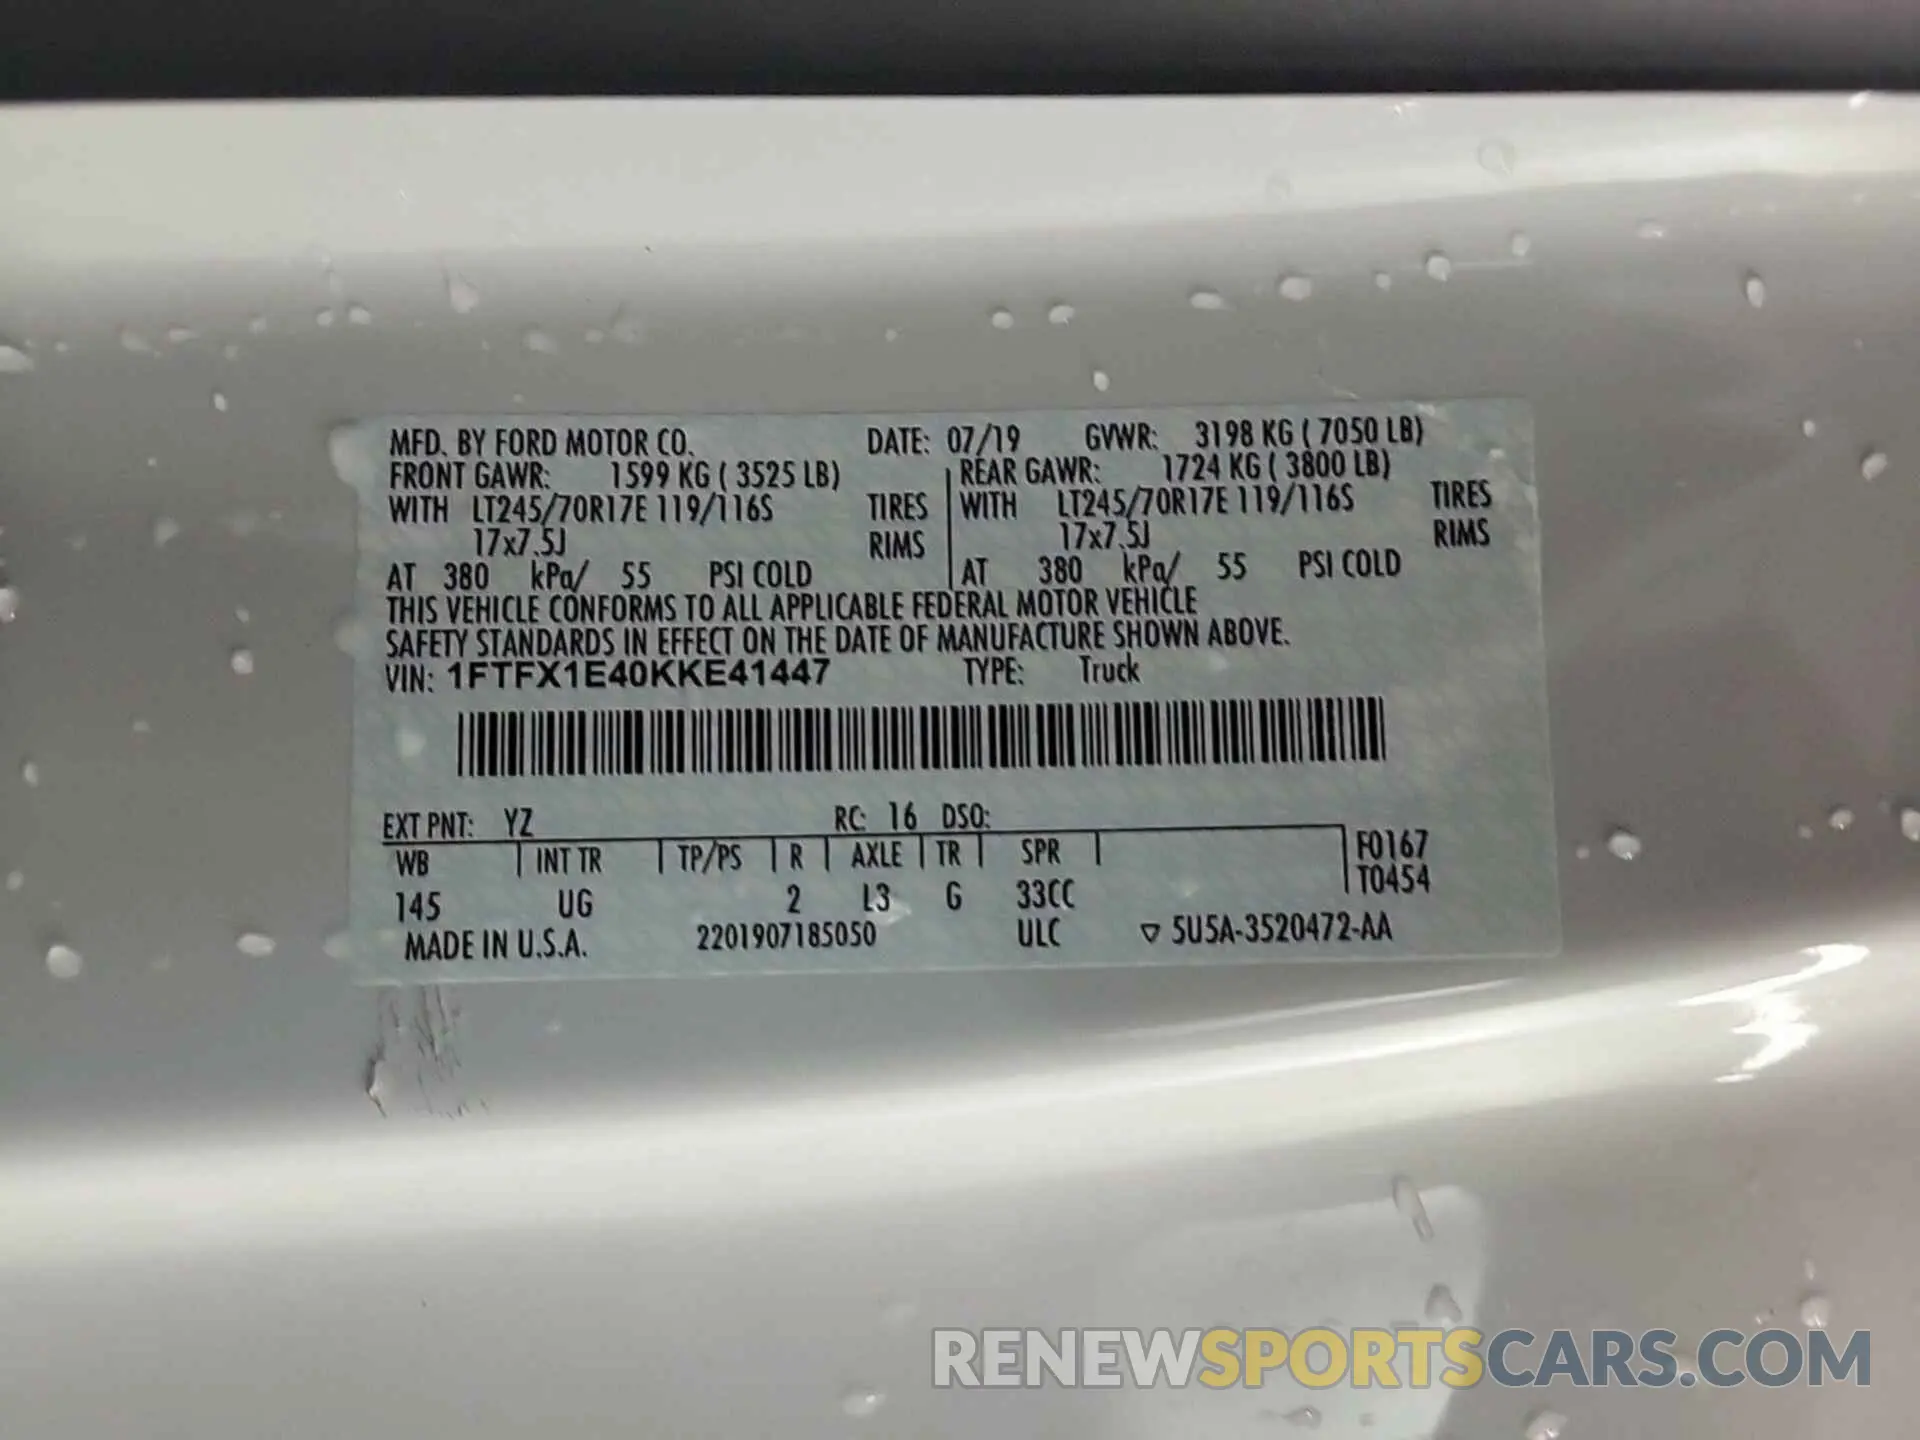 MFD. BY FORD MOTOR CO. DATE: 07/19 GVWR: 3198 KG ( 7050 LB)
FRONT GAWR: 1599 KG ( 3525 LB) REAR GAWR: 1724 KG ( 3800 LB)
WITH LT245/70R17E 119/116S TIRES WITH LT245/70R17E 119/116S TIRES
17x7.5J RIMS 17x7.5J RIMS
AT 380 kPa/ 55 PSI COLD AT 380 kPa/ 55 PSI COLD
THIS VEHICLE CONFORMS TO ALL APPLICABLE FEDERAL MOTOR VEHICLE
SAFETY STANDARDS IN EFFECT ON THE DATE OF MANUFACTURE SHOWN ABOVE.
VIN: 1FTFX1E40KKE41447 TYPE: Truck
EXT PNT: YZ RC: 16 DSO:
WB INT TR TP/PS R AXLE TR SPR F0167
145 UG 2 L3 G 33CC T0454
MADE IN U.S.A. 2201907185050 ULC ▽ 5U5A-3520472-AA
RENEWSPORTSCARS.COM